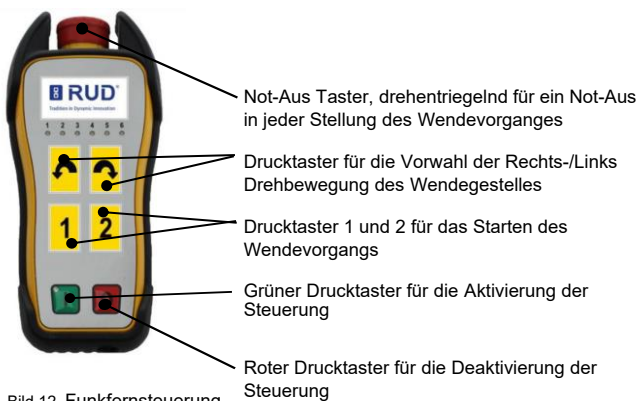 RUD
Tradition in Dynamic Innovation
1 2 3 4 5 6
1 2
Not-Aus Taster, drehentriegelnd für ein Not-Aus
in jeder Stellung des Wendevorganges
Drucktaster für die Vorwahl der Rechts-/Links
Drehbewegung des Wendegestelles
Drucktaster 1 und 2 für das Starten des
Wendevorgangs
Grüner Drucktaster für die Aktivierung der
Steuerung
Roter Drucktaster für die Deaktivierung der
Steuerung
Bild 12 Funkfernsteuerung